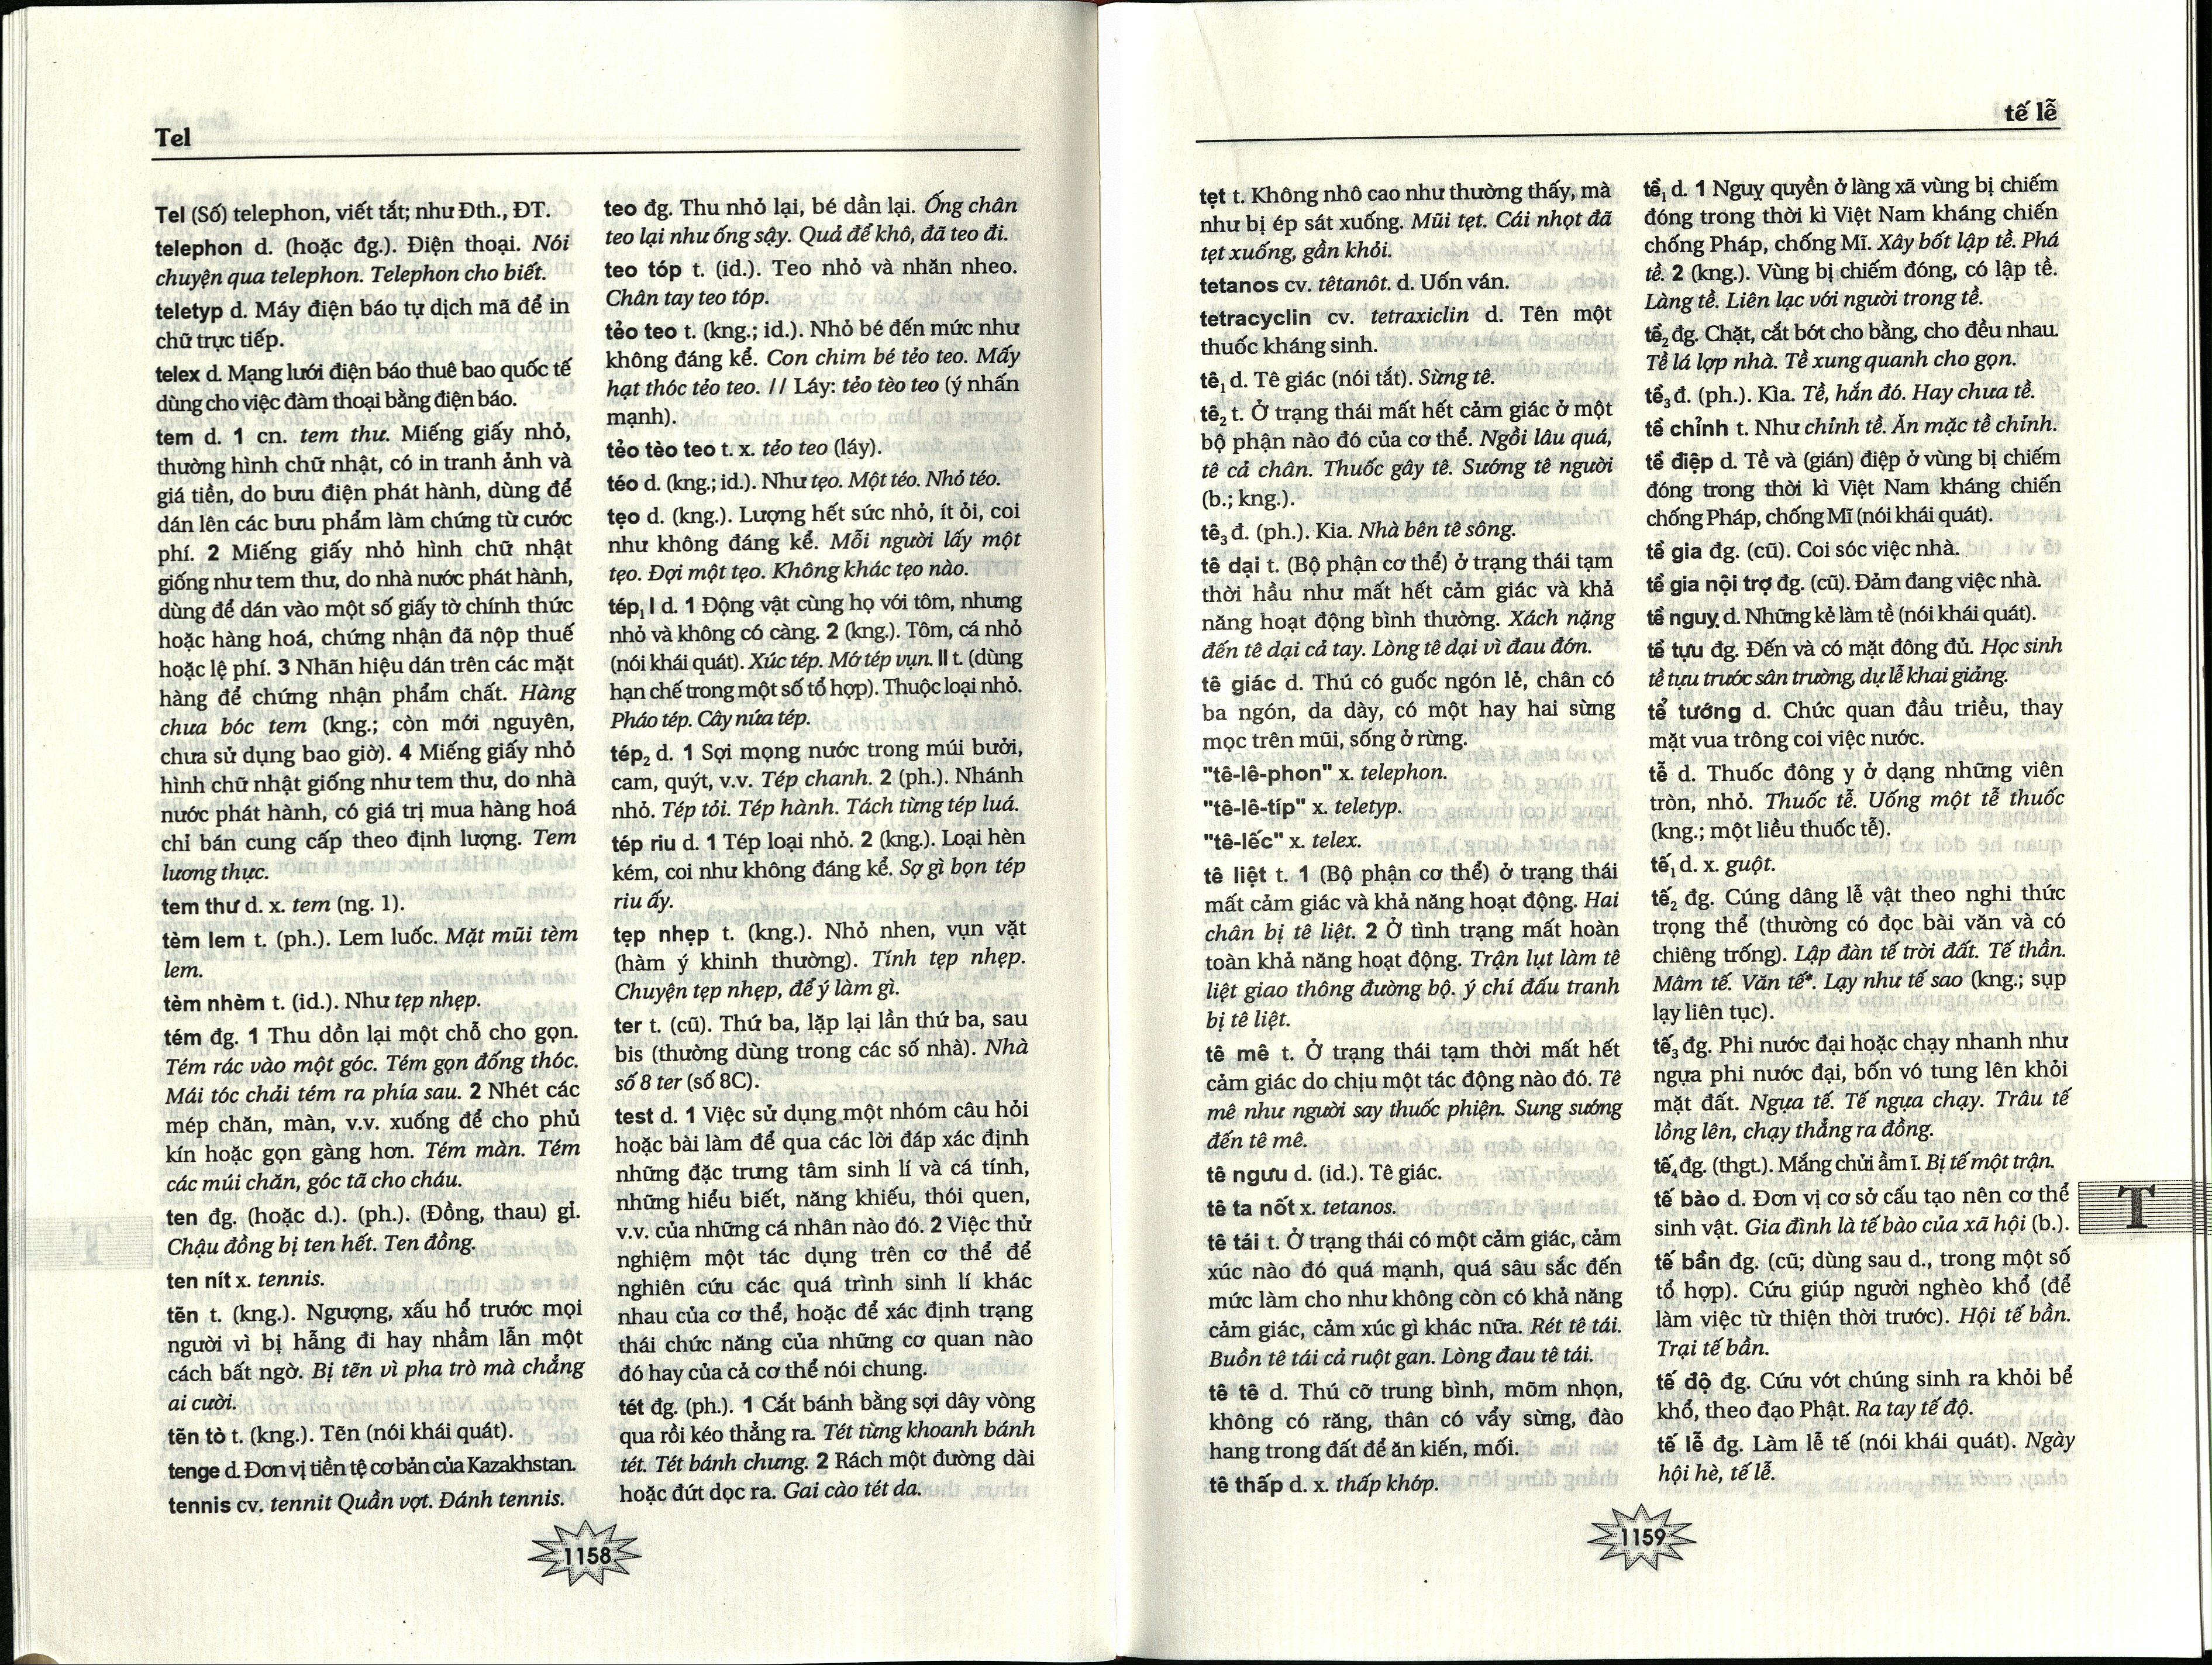 Tel
Tel (Số) telephon, viết tắt; như Đth., ĐT.
telephon d. (hoặc đg.). Điện thoại. Nói
chuyện qua telephon. Telephon cho biết.
teletyp d. Máy điện báo tự dịch mã để in
chữ trực tiếp.
telex d. Mạng lưới điện báo thuê bao quốc tế
dùng cho việc đàm thoại bằng điện báo.
tem d. 1 cn. tem thư. Miếng giấy nhỏ,
thường hình chữ nhật, có in tranh ảnh và
giá tiền, do bưu điện phát hành, dùng để
dán lên các bưu phẩm làm chứng từ cước
phí. 2 Miếng giấy nhỏ hình chữ nhật
giống như tem thư, do nhà nước phát hành,
dùng để dán vào một số giấy tờ chính thức
hoặc hàng hoá, chứng nhận đã nộp thuế
hoặc lệ phí. 3 Nhãn hiệu dán trên các mặt
hàng để chứng nhận phẩm chất. Hàng
chưa bóc tem (kng.; còn mới nguyên,
chưa sử dụng bao giờ). 4 Miếng giấy nhỏ
hình chữ nhật giống như tem thư, do nhà
nước phát hành, có giá trị mua hàng hoá
chỉ bán cung cấp theo định lượng. Tem
lương thực.
tem thư d. x. tem (ng. 1).
tèm lem t. (ph.). Lem luốc. Mặt mũi tèm
lem.
tèm nhèm t. (id.). Như tẹp nhẹp.
tém đg. 1 Thu dồn lại một chỗ cho gọn.
Tém rác vào một góc. Tém gọn đống thóc.
Mái tóc chải tém ra phía sau. 2 Nhét các
mép chăn, màn, v.v. xuống để cho phủ
kín hoặc gọn gàng hơn. Tém màn. Tém
các múi chăn, góc tã cho cháu.
ten đg. (hoặc d.). (ph.). (Đồng, thau) gỉ.
Chậu đồng bị ten hết. Ten đồng.
ten nít x. tennis.
tẽn t. (kng.). Ngượng, xấu hổ trước mọi
người vì bị hẫng đi hay nhầm lẫn một
cách bất ngờ. Bị tẽn vì pha trò mà chẳng
ai cười.
tẽn tò t. (kng.). Tẽn (nói khái quát).
tenge d. Đơn vị tiền tệ cơ bản của Kazakhstan.
tennis cv. tennit Quần vợt. Đánh tennis.
teo đg. Thu nhỏ lại, bé dần lại. Ống chân
teo lại như ống sậy. Quả để khô, đã teo đi.
teo tóp t. (id.). Teo nhỏ và nhăn nheo.
Chân tay teo tóp.
tẻo teo t. (kng.; id.). Nhỏ bé đến mức như
không đáng kể. Con chim bé tẻo teo. Mấy
hạt thóc tẻo teo. // Láy: tẻo tèo teo (ý nhấn
mạnh).
tẻo tèo teo t. x. tẻo teo (láy).
téo d. (kng.; id.). Như tẹo. Một téo. Nhỏ téo.
tẹo d. (kng.). Lượng hết sức nhỏ, ít ỏi, coi
như không đáng kể. Mỗi người lấy một
tẹo. Đợi một tẹo. Không khác tẹo nào.
tép₁ I d. 1 Động vật cùng họ với tôm, nhưng
nhỏ và không có càng. 2 (kng.). Tôm, cá nhỏ
(nói khái quát). Xúc tép. Mớ tép vụn. II t. (dùng
hạn chế trong một số tổ hợp). Thuộc loại nhỏ.
Pháo tép. Cây nứa tép.
tép₂ d. 1 Sợi mọng nước trong múi bưởi,
cam, quýt, v.v. Tép chanh. 2 (ph.). Nhánh
nhỏ. Tép tỏi. Tép hành. Tách từng tép luá.
tép riu d. 1 Tép loại nhỏ. 2 (kng.). Loại hèn
kém, coi như không đáng kể. Sợ gì bọn tép
riu ấy.
tẹp nhẹp t. (kng.). Nhỏ nhen, vụn vặt
(hàm ý khinh thường). Tính tẹp nhẹp.
Chuyện tẹp nhẹp, để ý làm gì.
ter t. (cũ). Thứ ba, lặp lại lần thứ ba, sau
bis (thường dùng trong các số nhà). Nhà
số 8 ter (số 8C).
test d. 1 Việc sử dụng một nhóm câu hỏi
hoặc bài làm để qua các lời đáp xác định
những đặc trưng tâm sinh lí và cá tính,
những hiểu biết, năng khiếu, thói quen,
v.v. của những cá nhân nào đó. 2 Việc thử
nghiệm một tác dụng trên cơ thể để
nghiên cứu các quá trình sinh lí khác
nhau của cơ thể, hoặc để xác định trạng
thái chức năng của những cơ quan nào
đó hay của cả cơ thể nói chung.
tét đg. (ph.). 1 Cắt bánh bằng sợi dây vòng
qua rồi kéo thẳng ra. Tét từng khoanh bánh
tét. Tét bánh chưng. 2 Rách một đường dài
hoặc đứt dọc ra. Gai cào tét da.
1158
tế lễ
tẹt t. Không nhô cao như thường thấy, mà
như bị ép sát xuống. Mũi tẹt. Cái nhọt đã
tẹt xuống, gần khỏi.
tetanos cv. têtanôt. d. Uốn ván.
tetracyclin cv. tetraxiclin d. Tên một
thuốc kháng sinh.
tê₁ d. Tê giác (nói tắt). Sừng tê.
tê₂ t. Ở trạng thái mất hết cảm giác ở một
bộ phận nào đó của cơ thể. Ngồi lâu quá,
tê cả chân. Thuốc gây tê. Sướng tê người
(b.; kng.).
tê₃ đ. (ph.). Kia. Nhà bên tê sông.
tê dại t. (Bộ phận cơ thể) ở trạng thái tạm
thời hầu như mất hết cảm giác và khả
năng hoạt động bình thường. Xách nặng
đến tê dại cả tay. Lòng tê dại vì đau đớn.
tê giác d. Thú có guốc ngón lẻ, chân có
ba ngón, da dày, có một hay hai sừng
mọc trên mũi, sống ở rừng.
"tê-lê-phon" x. telephon.
"tê-lê-típ" x. teletyp.
"tê-lếc" x. telex.
tê liệt t. 1 (Bộ phận cơ thể) ở trạng thái
mất cảm giác và khả năng hoạt động. Hai
chân bị tê liệt. 2 Ở tình trạng mất hoàn
toàn khả năng hoạt động. Trận lụt làm tê
liệt giao thông đường bộ. ý chí đấu tranh
bị tê liệt.
tê mê t. Ở trạng thái tạm thời mất hết
cảm giác do chịu một tác động nào đó. Tê
mê như người say thuốc phiện. Sung sướng
đến tê mê.
tê ngưu d. (id.). Tê giác.
tê ta nốt x. tetanos.
tê tái t. Ở trạng thái có một cảm giác, cảm
xúc nào đó quá mạnh, quá sâu sắc đến
mức làm cho như không còn có khả năng
cảm giác, cảm xúc gì khác nữa. Rét tê tái.
Buồn tê tái cả ruột gan. Lòng đau tê tái.
tê tê d. Thú cỡ trung bình, mõm nhọn,
không có răng, thân có vẩy sừng, đào
hang trong đất để ăn kiến, mối.
tê thấp d. x. thấp khớp.
tề₁ d. 1 Nguỵ quyền ở làng xã vùng bị chiếm
đóng trong thời kì Việt Nam kháng chiến
chống Pháp, chống Mĩ. Xây bốt lập tề. Phá
tề. 2 (kng.). Vùng bị chiếm đóng, có lập tề.
Làng tề. Liên lạc với người trong tề.
tề₂ đg. Chặt, cắt bớt cho bằng, cho đều nhau.
Tề lá lợp nhà. Tề xung quanh cho gọn.
tề₃ đ. (ph.). Kìa. Tề, hắn đó. Hay chưa tề.
tề chỉnh t. Như chỉnh tề. Ăn mặc tề chỉnh.
tề điệp d. Tề và (gián) điệp ở vùng bị chiếm
đóng trong thời kì Việt Nam kháng chiến
chống Pháp, chống Mĩ (nói khái quát).
tề gia đg. (cũ). Coi sóc việc nhà.
tề gia nội trợ đg. (cũ). Đảm đang việc nhà.
tề nguỵ d. Những kẻ làm tề (nói khái quát).
tề tựu đg. Đến và có mặt đông đủ. Học sinh
tề tựu trước sân trường, dự lễ khai giảng.
tể tướng d. Chức quan đầu triều, thay
mặt vua trông coi việc nước.
tễ d. Thuốc đông y ở dạng những viên
tròn, nhỏ. Thuốc tễ. Uống một tễ thuốc
(kng.; một liều thuốc tễ).
tế₁ d. x. guột.
tế₂ đg. Cúng dâng lễ vật theo nghi thức
trọng thể (thường có đọc bài văn và có
chiêng trống). Lập đàn tế trời đất. Tế thần.
Mâm tế. Văn tế*. Lạy như tế sao (kng.; sụp
lạy liên tục).
tế₃ đg. Phi nước đại hoặc chạy nhanh như
ngựa phi nước đại, bốn vó tung lên khỏi
mặt đất. Ngựa tế. Tế ngựa chạy. Trâu tế
lồng lên, chạy thẳng ra đồng.
tế₄ đg. (thgt.). Mắng chửi ầm ĩ. Bị tế một trận.
tế bào d. Đơn vị cơ sở cấu tạo nên cơ thể
sinh vật. Gia đình là tế bào của xã hội (b.).
tế bần đg. (cũ; dùng sau d., trong một số
tổ hợp). Cứu giúp người nghèo khổ (để
làm việc từ thiện thời trước). Hội tế bần.
Trại tế bần.
tế độ đg. Cứu vớt chúng sinh ra khỏi bể
khổ, theo đạo Phật. Ra tay tế độ.
tế lễ đg. Làm lễ tế (nói khái quát). Ngày
hội hè, tế lễ.
T
1159